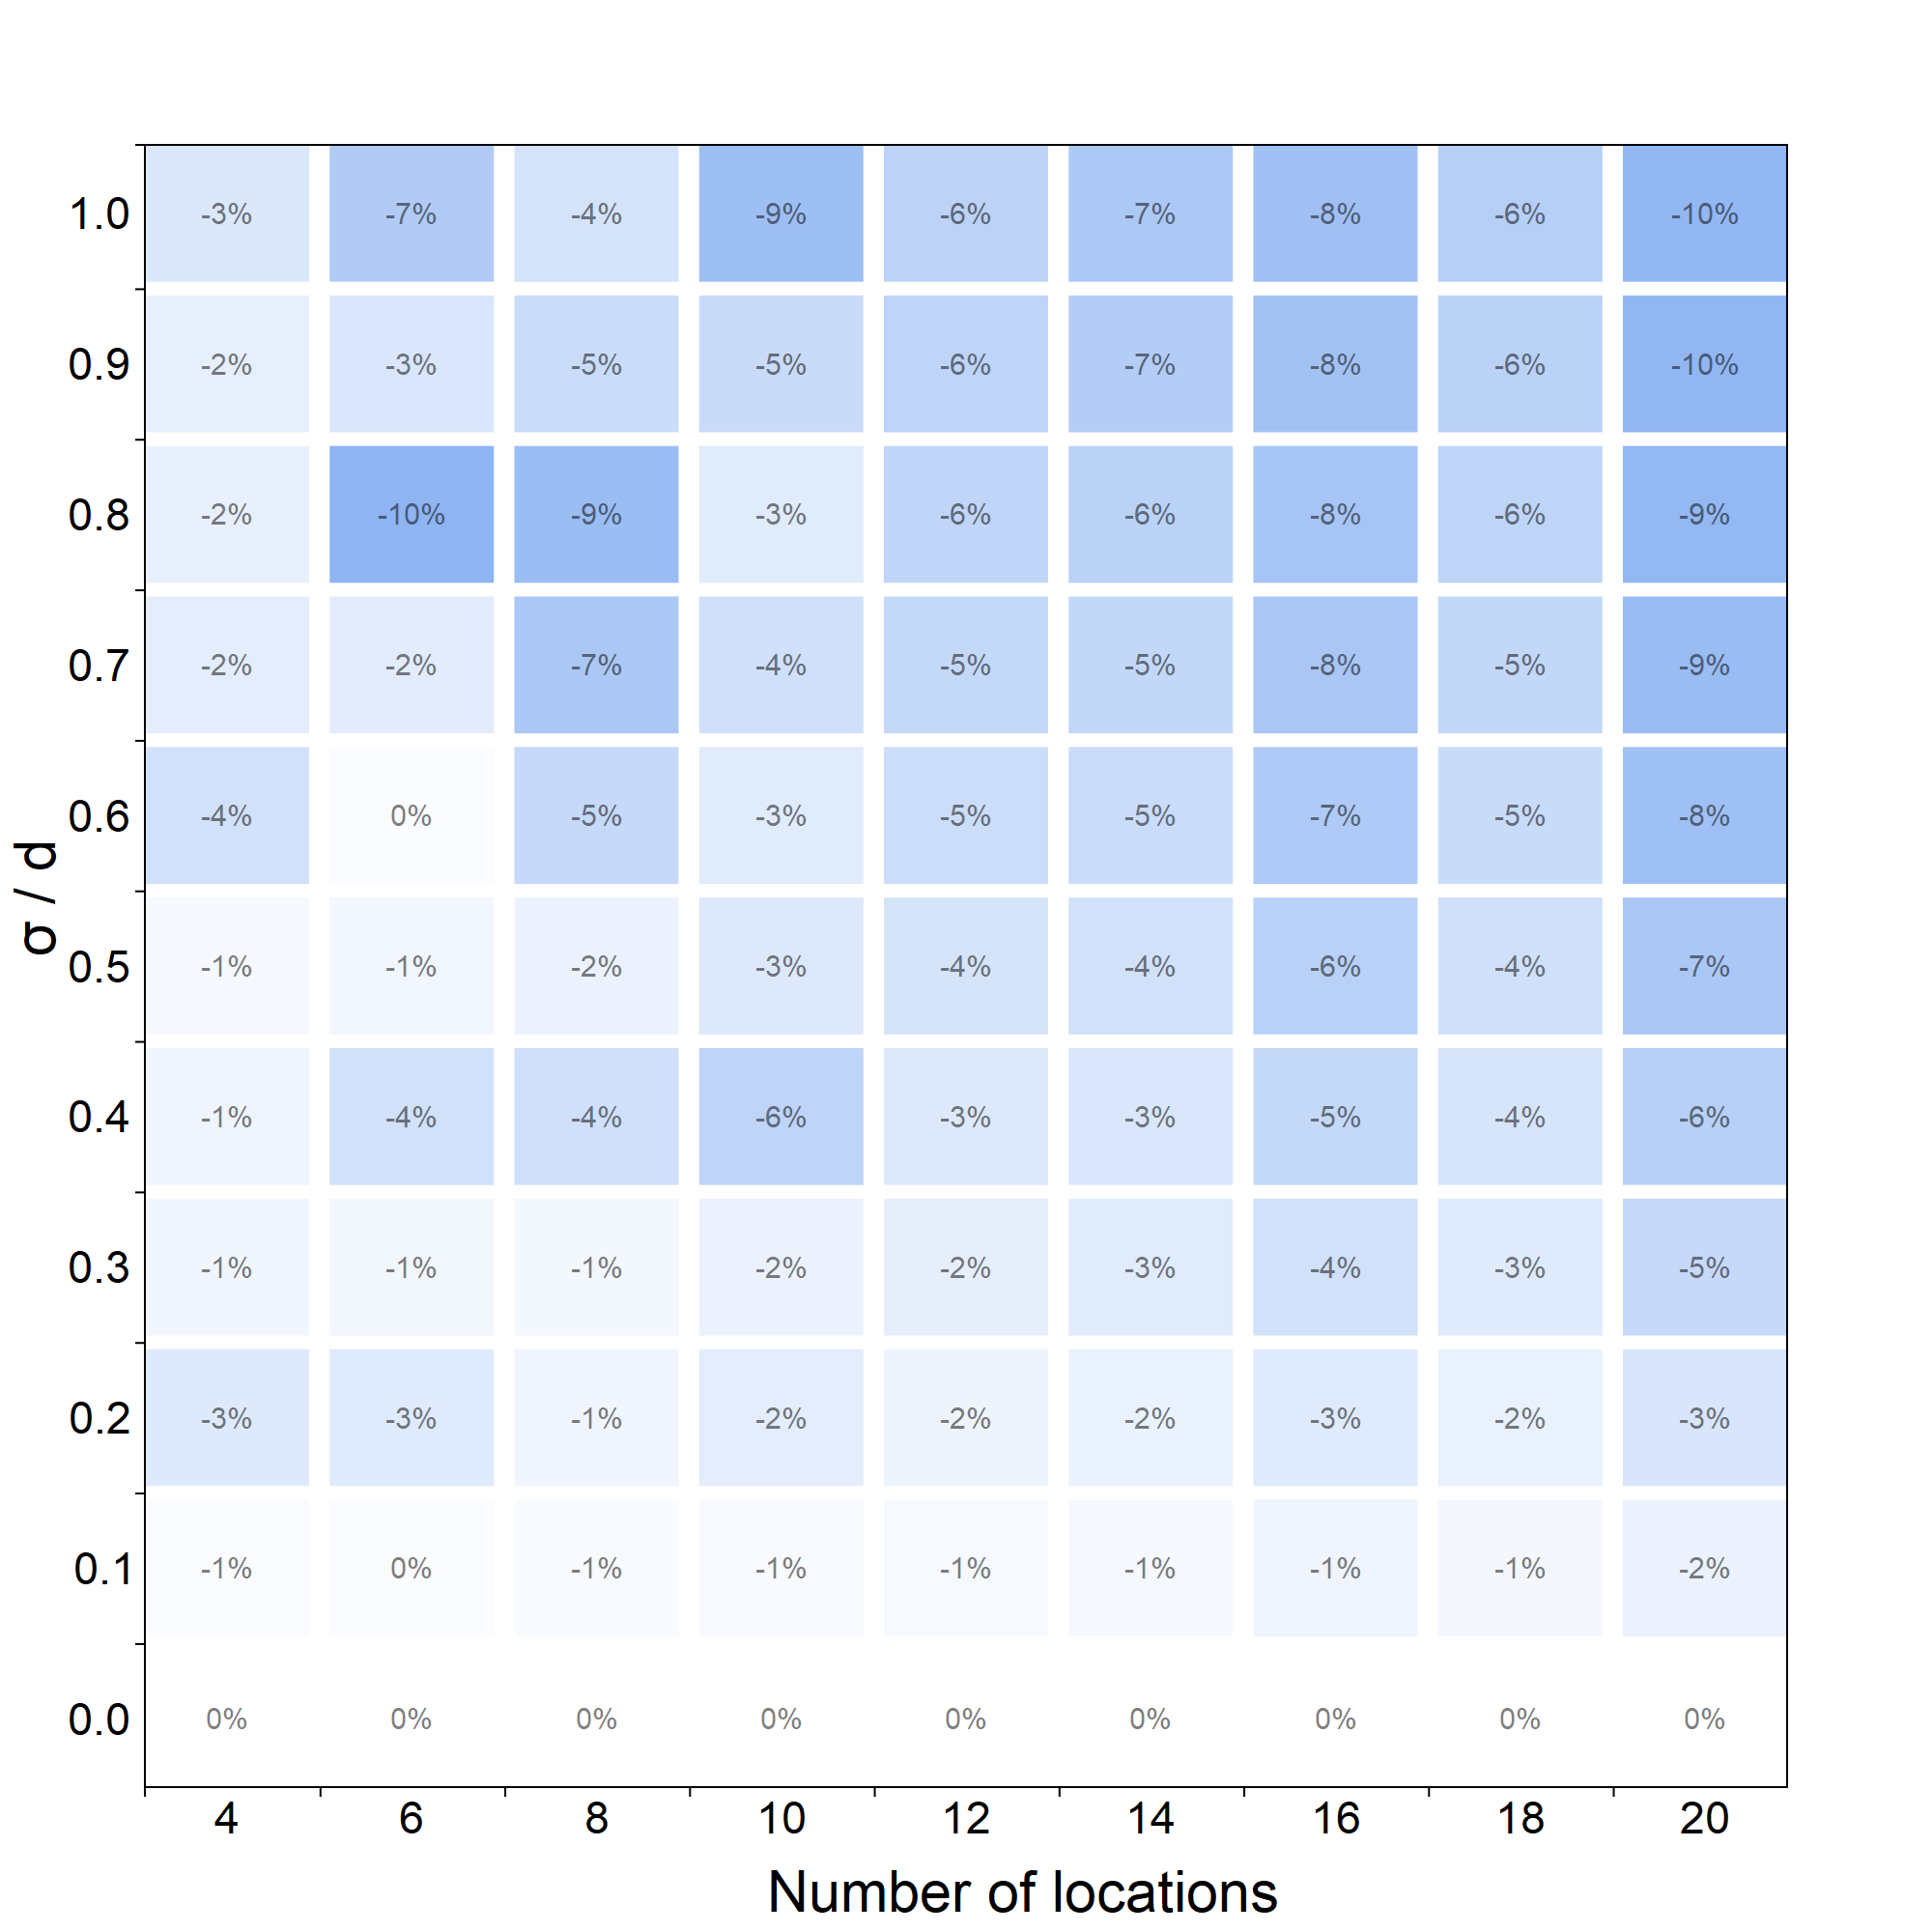 1.0 -3% -7% -4% -9% -6% -7% -8% -6% -10%
0.9 -2% -3% -5% -5% -6% -7% -8% -6% -10%
0.8 -2% -10% -9% -3% -6% -6% -8% -6% -9%
0.7 -2% -2% -7% -4% -5% -5% -8% -5% -9%
0.6 -4% 0% -5% -3% -5% -5% -7% -5% -8%
σ / d
0.5 -1% -1% -2% -3% -4% -4% -6% -4% -7%
0.4 -1% -4% -4% -6% -3% -3% -5% -4% -6%
0.3 -1% -1% -1% -2% -2% -3% -4% -3% -5%
0.2 -3% -3% -1% -2% -2% -2% -3% -2% -3%
0.1 -1% 0% -1% -1% -1% -1% -1% -1% -2%
0.0 0% 0% 0% 0% 0% 0% 0% 0% 0%
4 6 8 10 12 14 16 18 20
Number of locations